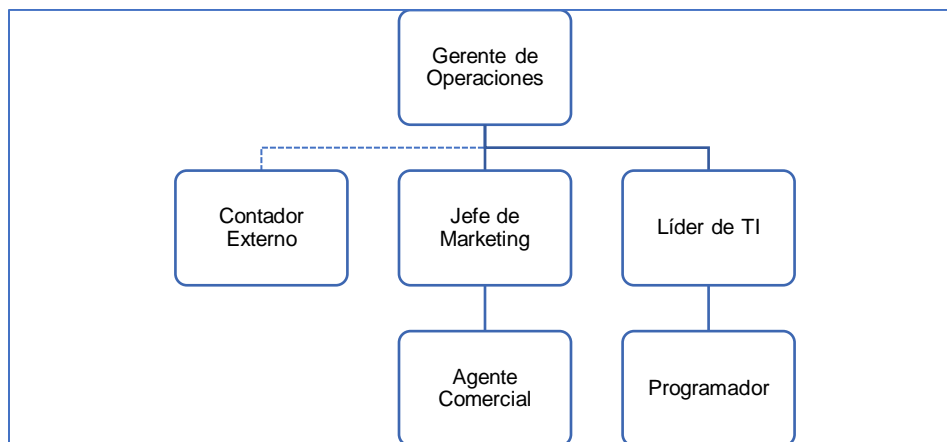 Gerente de
Operaciones
Contador
Externo
Jefe de
Marketing
Líder de TI
Agente
Comercial
Programador